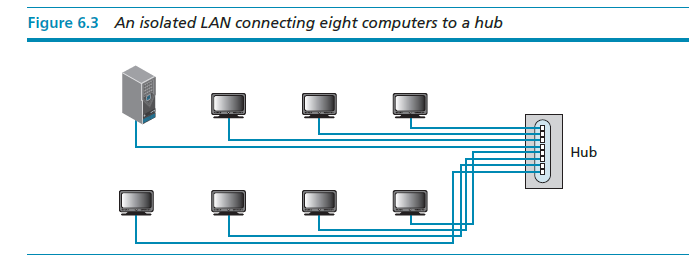 Figure 6.3 An isolated LAN connecting eight computers to a hub
Hub